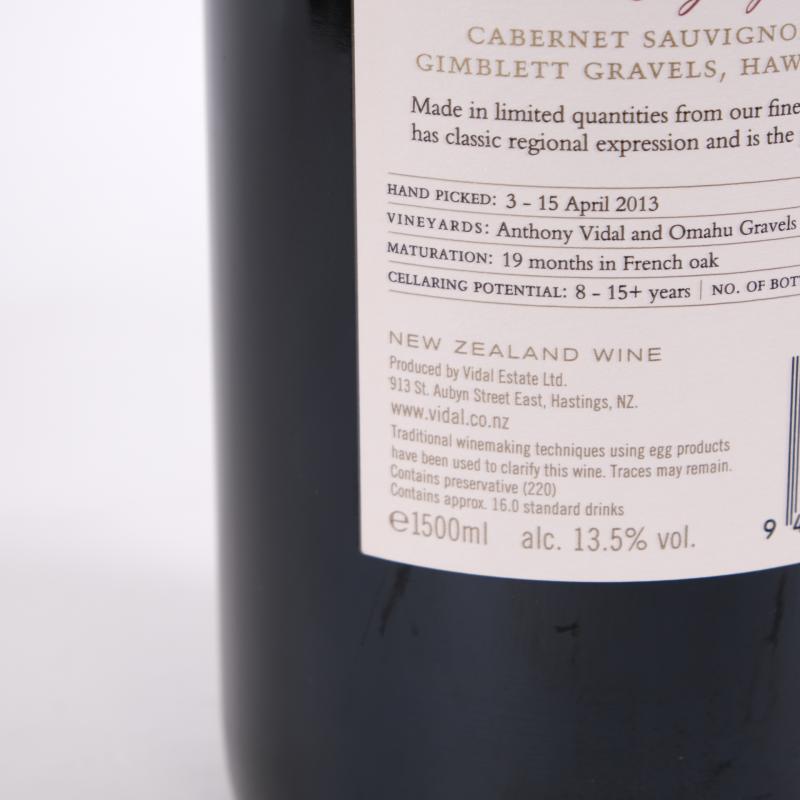 CABERNET SAUVIGNO
GIMBLETT GRAVELS, HAW
Made in limited quantities from our fine
has classic regional expression and is the
HAND PICKED: 3 - 15 April 2013
VINEYARDS: Anthony Vidal and Omahu Gravels
MATURATION: 19 months in French oak
CELLARING POTENTIAL: 8 - 15+ years | NO. OF BOT
NEW ZEALAND WINE
Produced by Vidal Estate Ltd.
913 St. Aubyn Street East, Hastings, NZ.
www.vidal.co.nz
Traditional winemaking techniques using egg products
have been used to clarify this wine. Traces may remain.
Contains preservative (220)
Contains approx. 16.0 standard drinks
℮1500ml alc. 13.5% vol.
9 4